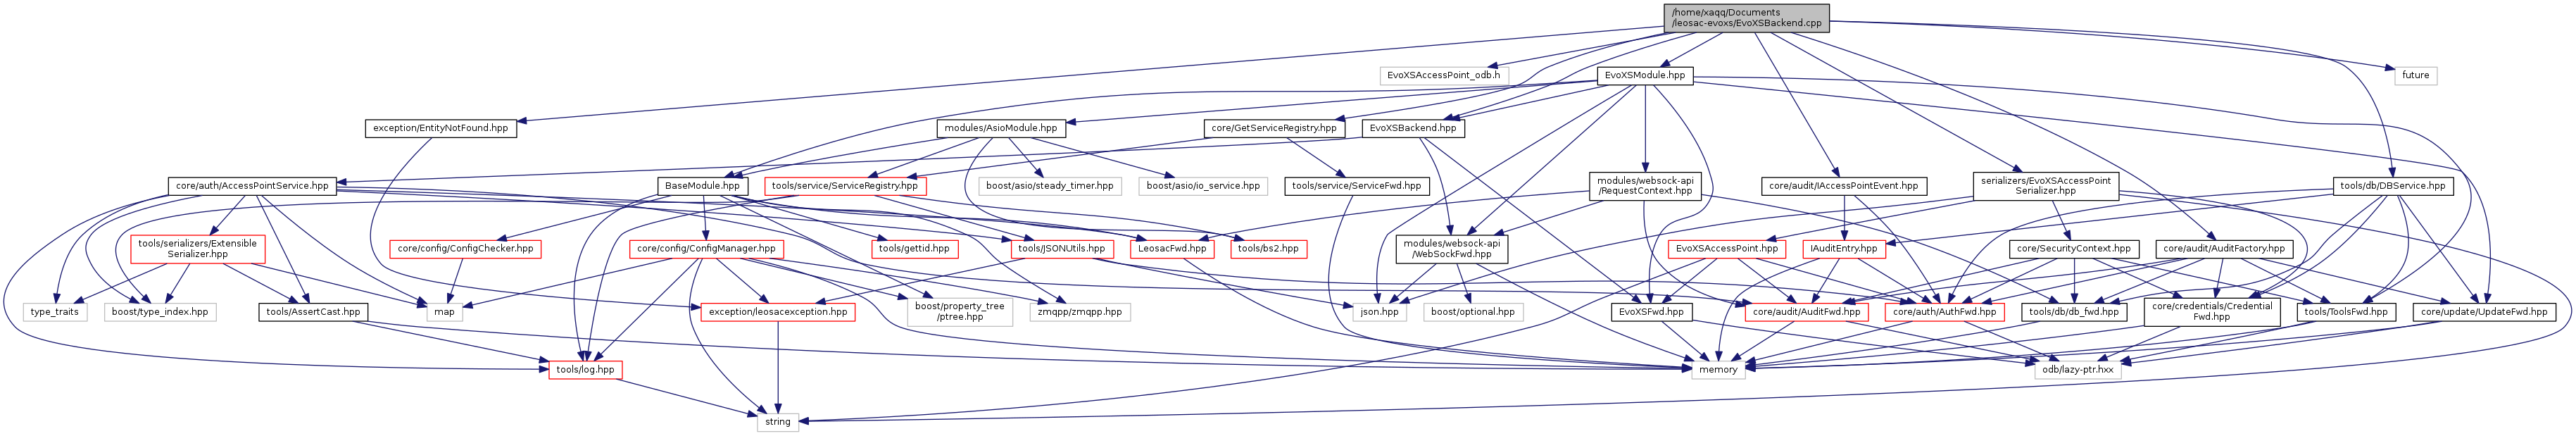 /home/xaqq/Documents
/leosac-evoxs/EvoXSBackend.cpp
EvoXSAccessPoint_odb.h
EvoXSModule.hpp
future
exception/EntityNotFound.hpp
modules/AsioModule.hpp
core/GetServiceRegistry.hpp
EvoXSBackend.hpp
core/auth/AccessPointService.hpp
BaseModule.hpp
tools/service/ServiceRegistry.hpp
boost/asio/steady_timer.hpp
boost/asio/io_service.hpp
tools/service/ServiceFwd.hpp
modules/websock-api
/RequestContext.hpp
core/audit/IAccessPointEvent.hpp
serializers/EvoXSAccessPoint
Serializer.hpp
tools/db/DBService.hpp
tools/serializers/Extensible
Serializer.hpp
core/config/ConfigChecker.hpp
core/config/ConfigManager.hpp
tools/gettid.hpp
tools/JSONUtils.hpp
LeosacFwd.hpp
tools/bs2.hpp
modules/websock-api
/WebSockFwd.hpp
EvoXSAccessPoint.hpp
IAuditEntry.hpp
core/SecurityContext.hpp
core/audit/AuditFactory.hpp
type_traits
boost/type_index.hpp
tools/AssertCast.hpp
map
exception/leosacexception.hpp
boost/property_tree
/ptree.hpp
zmqpp/zmqpp.hpp
json.hpp
boost/optional.hpp
EvoXSFwd.hpp
core/audit/AuditFwd.hpp
core/auth/AuthFwd.hpp
tools/db/db_fwd.hpp
core/credentials/Credential
Fwd.hpp
tools/ToolsFwd.hpp
core/update/UpdateFwd.hpp
tools/log.hpp
memory
odb/lazy-ptr.hxx
string